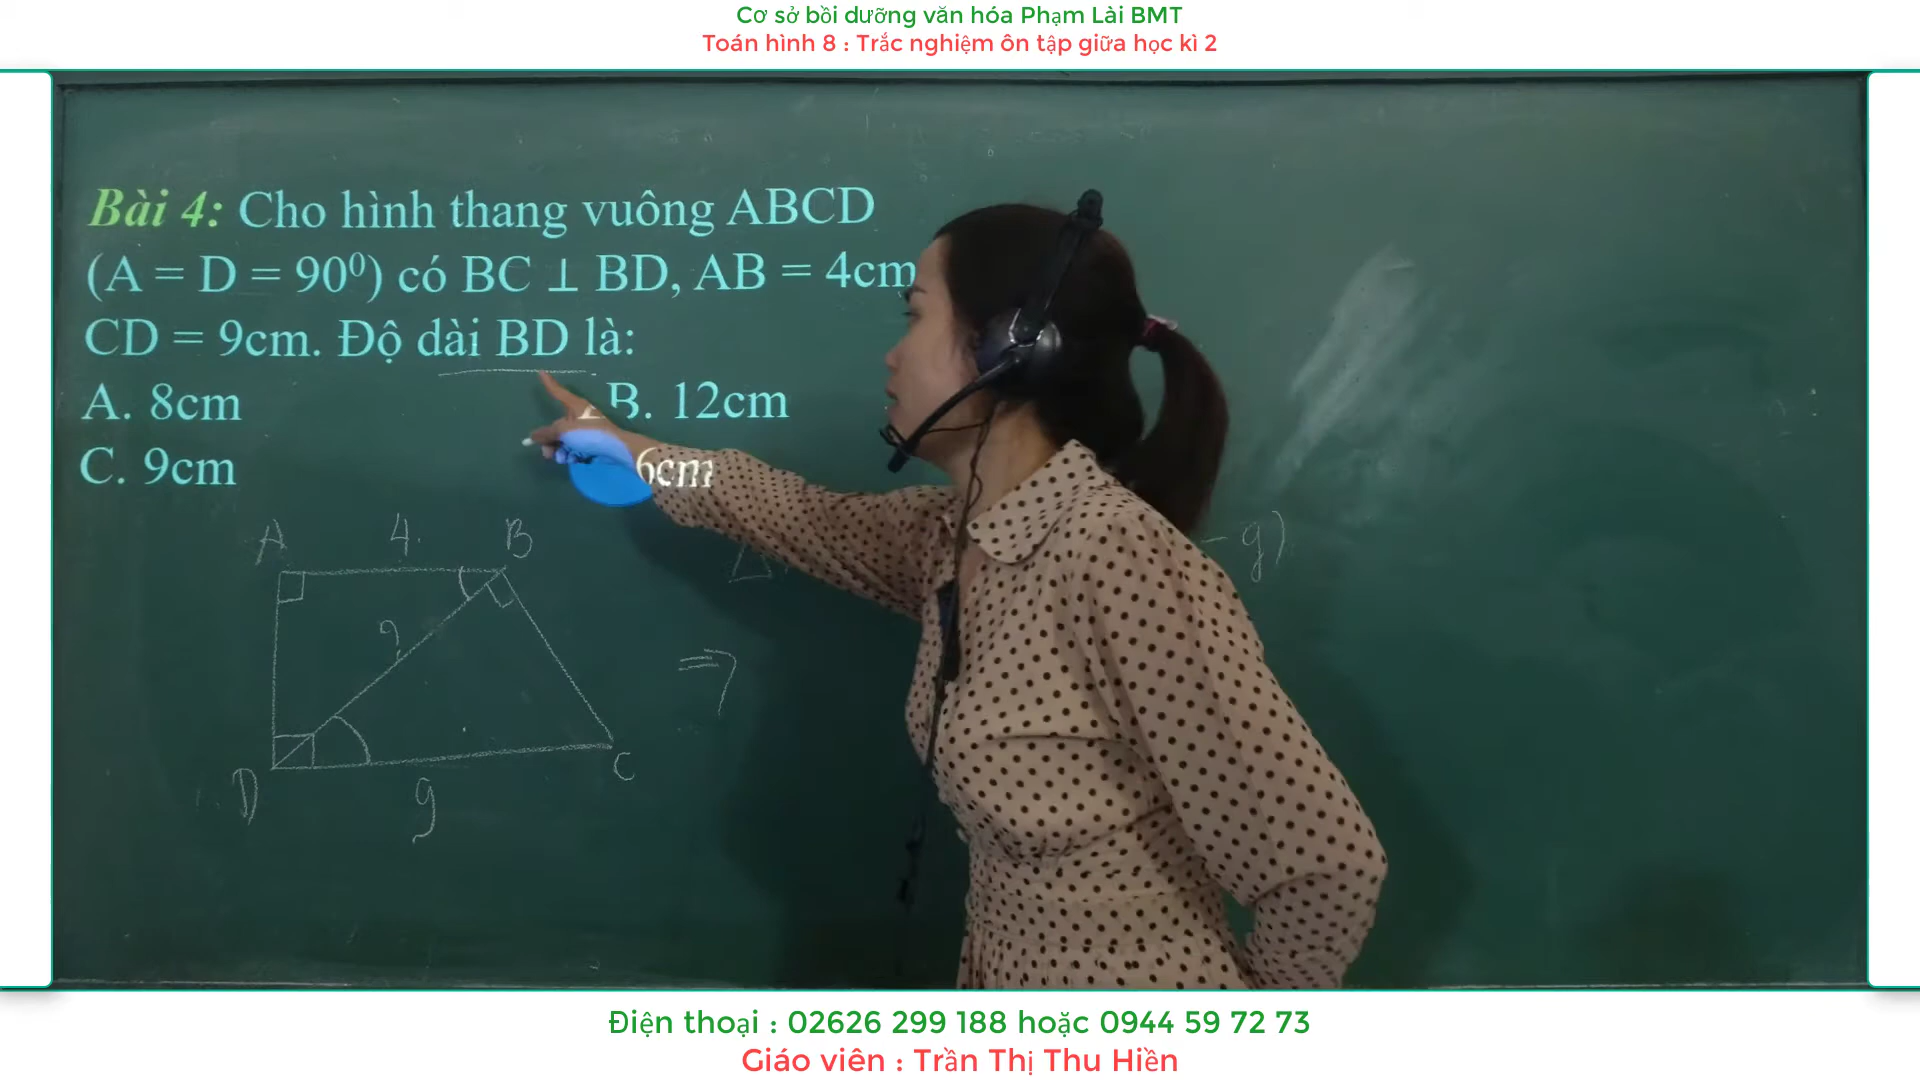 Cơ sở bồi dưỡng văn hóa Phạm Lài BMT
Toán hình 8 : Trắc nghiệm ôn tập giữa học kì 2
Bài 4: Cho hình thang vuông ABCD
(A = D = 90⁰) có BC ⊥ BD, AB = 4cm
CD = 9cm. Độ dài BD là:
A. 8cm B. 12cm
C. 9cm 6cm
A 4 B
- g)
?
⇒
D 9 C
Điện thoại : 02626 299 188 hoặc 0944 59 72 73
Giáo viên : Trần Thị Thu Hiền